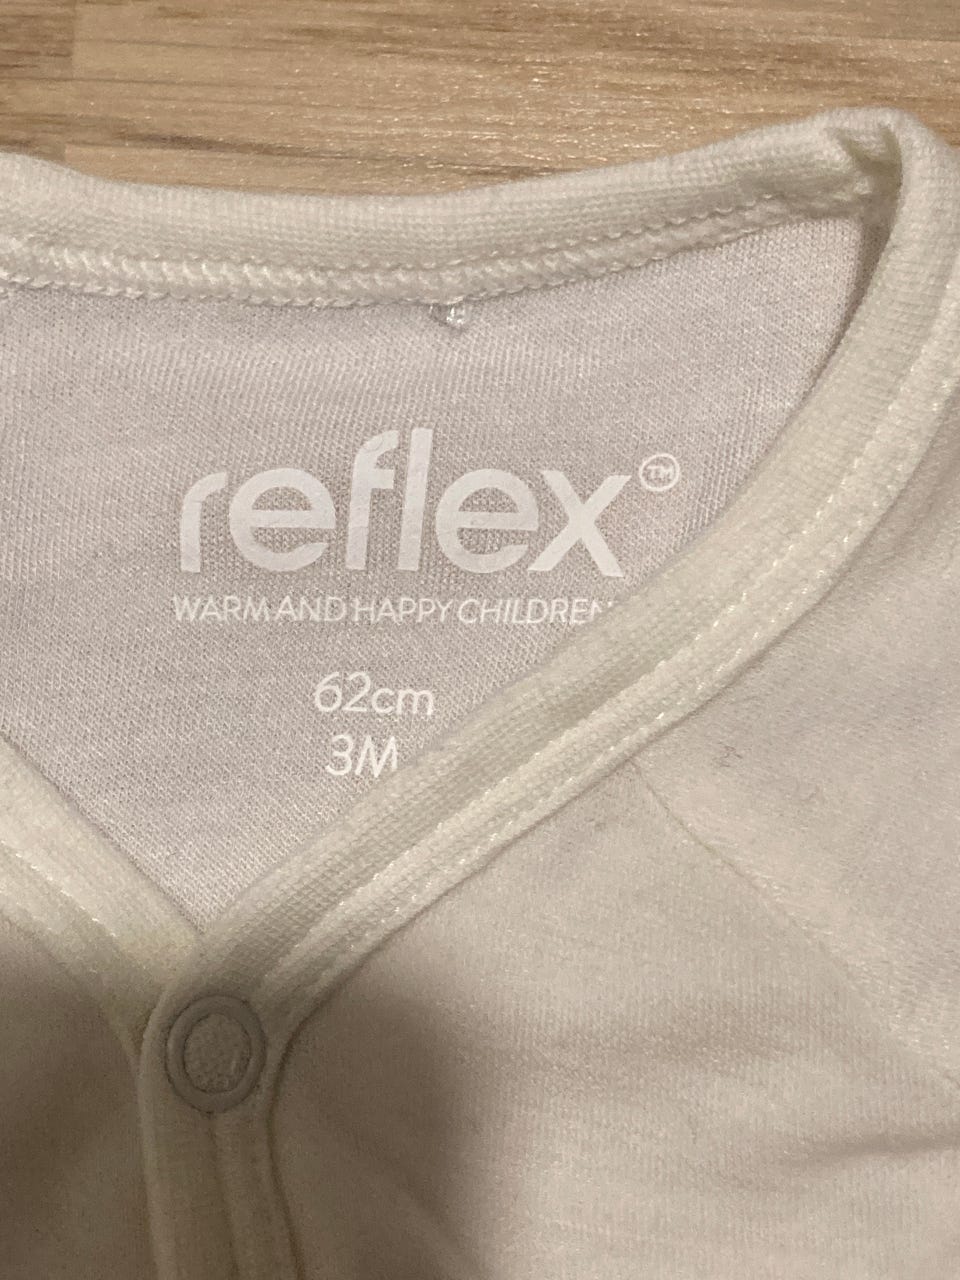 reflex™
WARM AND HAPPY CHILDREN
62cm
3M